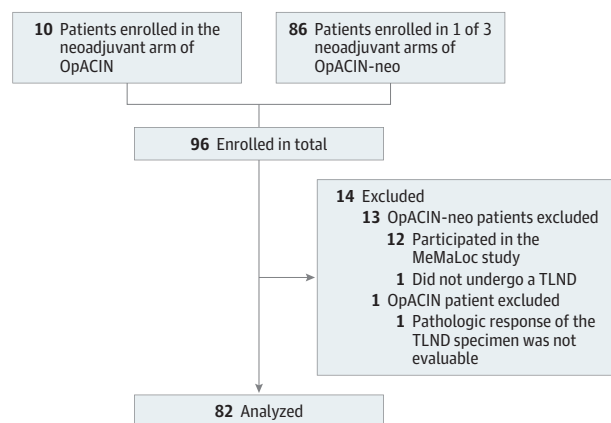 10 Patients enrolled in the
neoadjuvant arm of
OpACIN
86 Patients enrolled in 1 of 3
neoadjuvant arms of
OpACIN-neo
96 Enrolled in total
14 Excluded
13 OpACIN-neo patients excluded
12 Participated in the
MeMaLoc study
1 Did not undergo a TLND
1 OpACIN patient excluded
1 Pathologic response of the
TLND specimen was not
evaluable
82 Analyzed